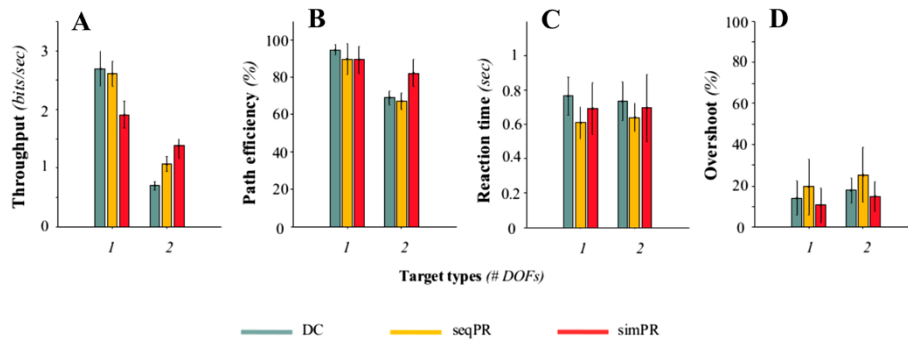 A
B
C
D
Throughput (bits/sec)
3
2
1
0
1
2
Path efficiency (%)
100
80
60
40
20
0
1
2
Reaction time (sec)
1
0.8
0.6
0.4
0.2
0
1
2
Overshoot (%)
100
80
60
40
20
0
1
2
Target types (# DOFs)
DC
seqPR
simPR